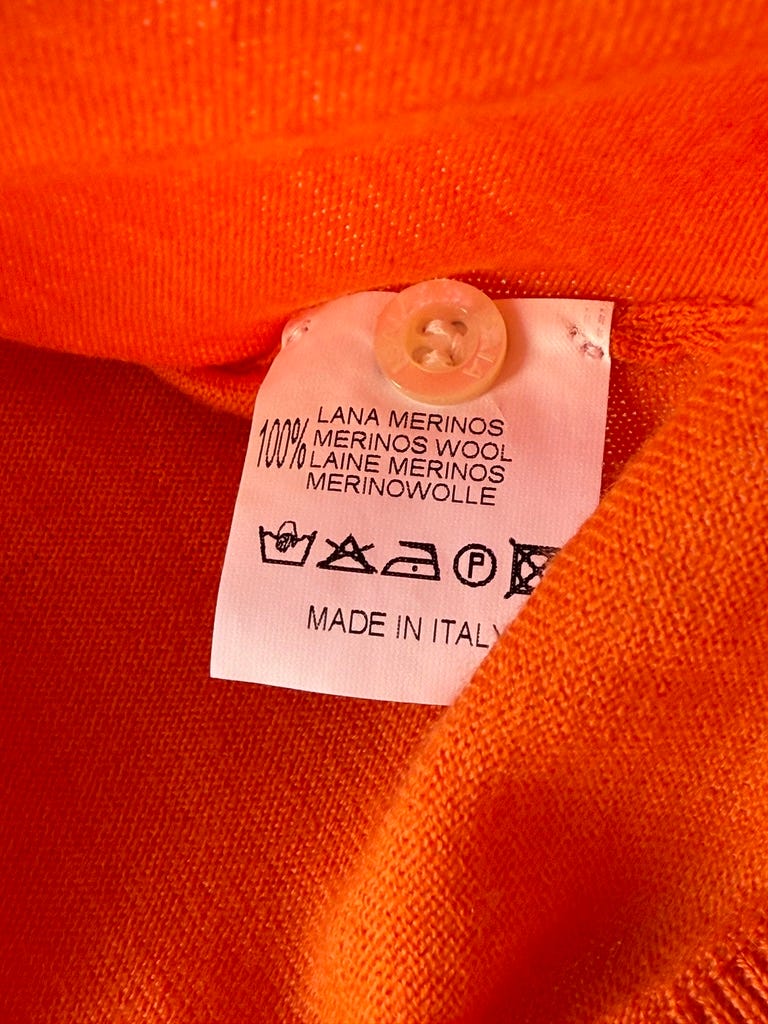 100%
LANA MERINOS
MERINOS WOOL
LAINE MERINOS
MERINOWOLLE
P
MADE IN ITALY